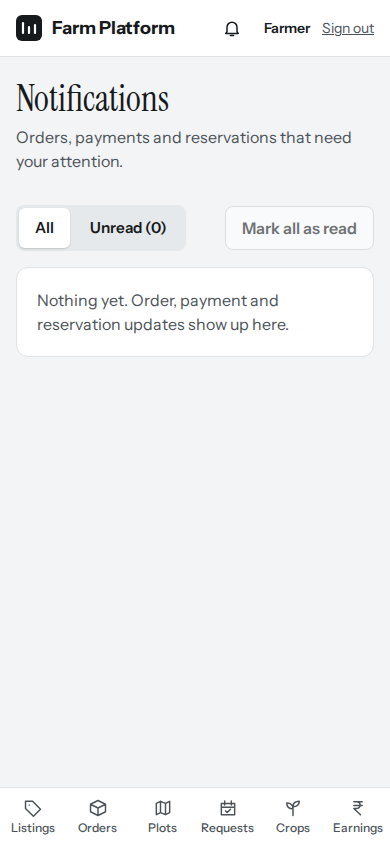 Farm Platform
Farmer
Sign out
Notifications
Orders, payments and reservations that need
your attention.
All
Unread (0)
Mark all as read
Nothing yet. Order, payment and
reservation updates show up here.
Listings
Orders
Plots
Requests
Crops
Earnings